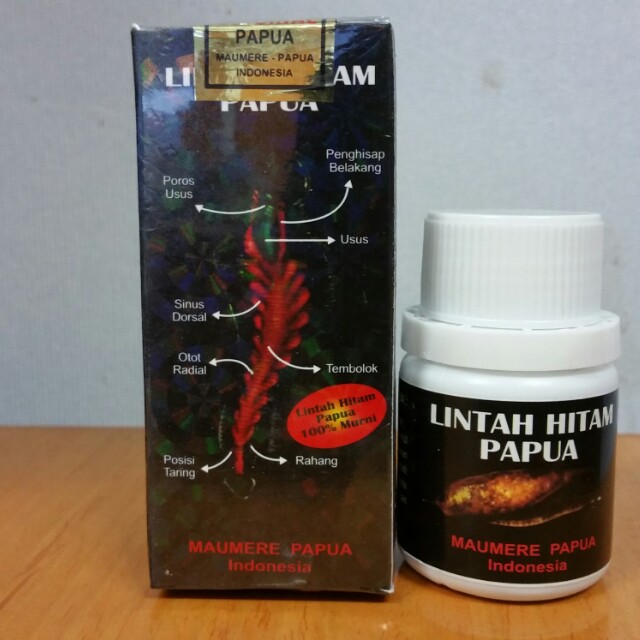 PAPUA
MAUMERE - PAPUA
INDONESIA
PAPUA
Penghisap
Belakang
Poros
Usus
Usus
Sinus
Dorsal
Otot
Radial
Tembolok
Lintah Hitam
Papua
100% Murni
Posisi
Taring
Rahang
MAUMERE PAPUA
Indonesia
LINTAH HITAM
PAPUA
MAUMERE PAPUA
Indonesia